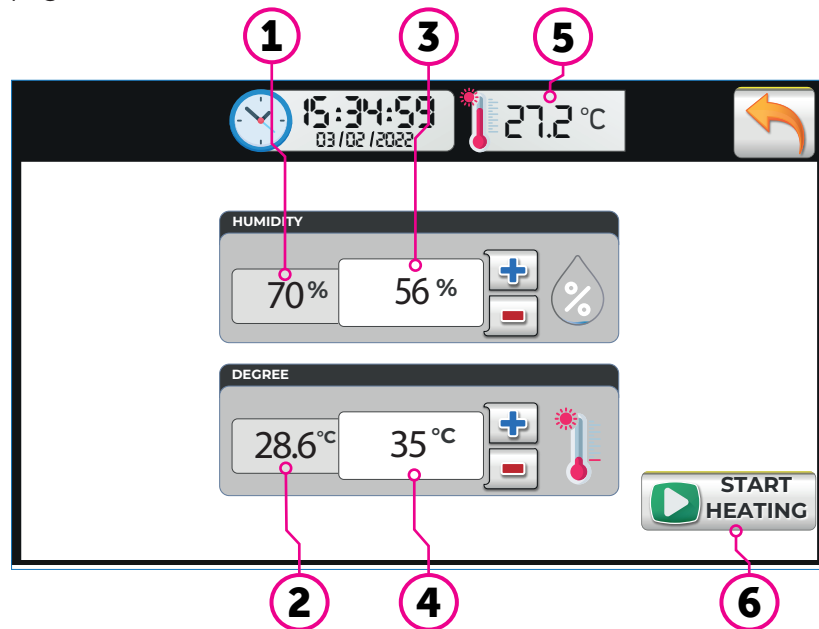 1 3 5
15:34:59
03/02/2022
27.2 °C
HUMIDITY
70 % 56 %
%
DEGREE
28.6 °C 35 °C
START
HEATING
2 4 6